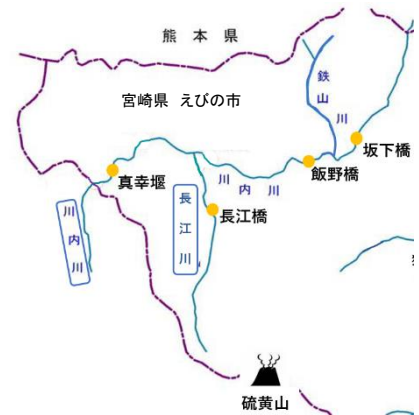 熊本県
宮崎県 えびの市
鉄山川
坂下橋
飯野橋
真幸堰
川内川
長江川
長江橋
川内川
硫黄山